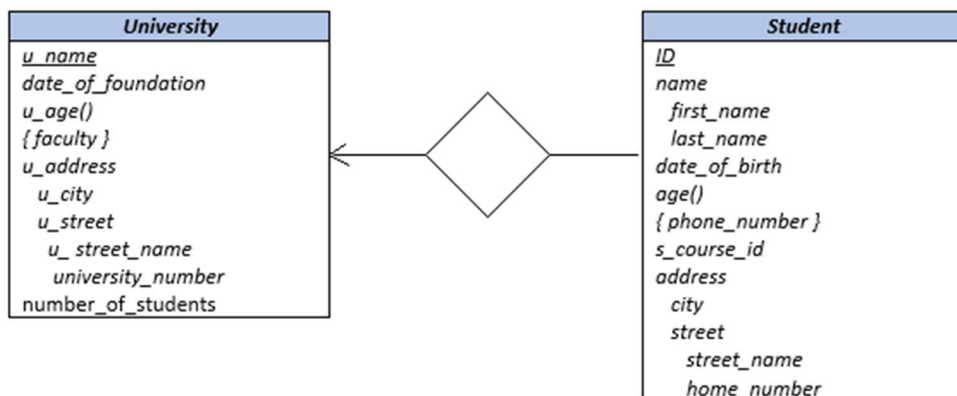 University
u_name
date_of_foundation
u_age()
{ faculty }
u_address
u_city
u_street
u_ street_name
university_number
number_of_students
Student
ID
name
first_name
last_name
date_of_birth
age()
{ phone_number }
s_course_id
address
city
street
street_name
home_number